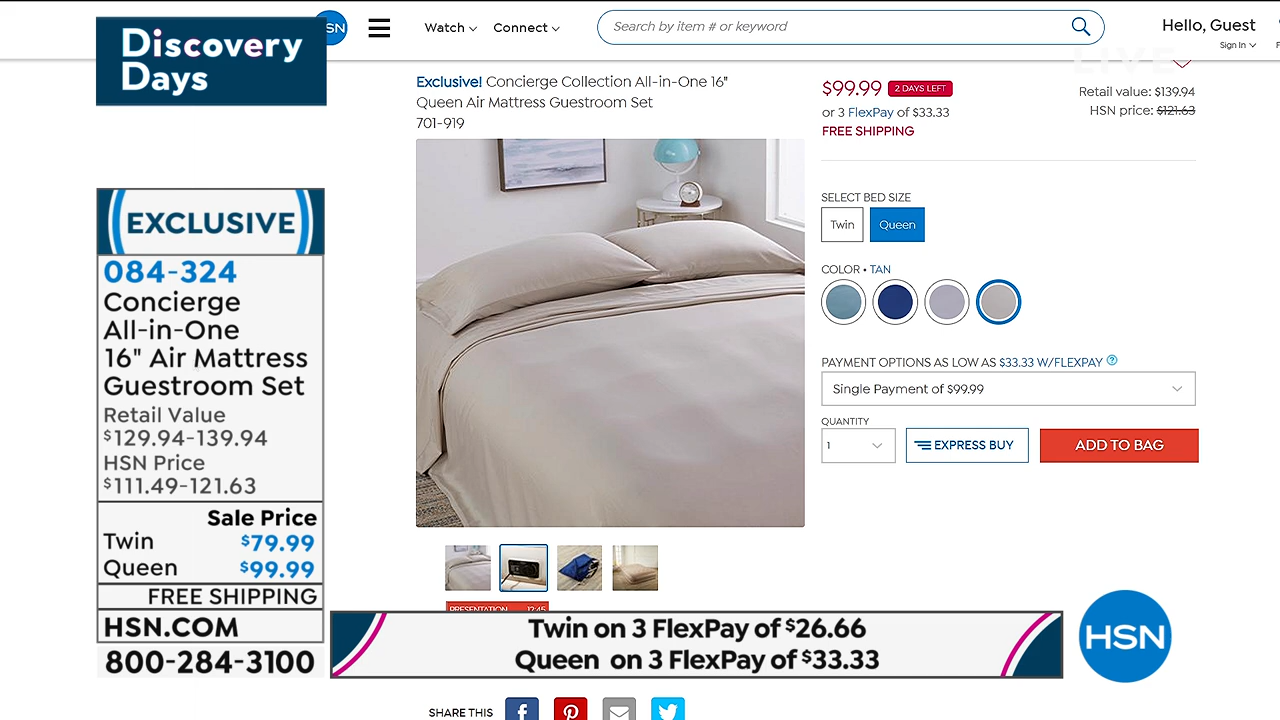 Discovery
Days
SN
Watch
Connect
Search by item # or keyword
Hello, Guest
Sign In
LIVE
Exclusive! Concierge Collection All-in-One 16"
Queen Air Mattress Guestroom Set
701-919
$99.99 2 DAYS LEFT
or 3 FlexPay of $33.33
FREE SHIPPING
Retail value: $139.94
HSN price: $121.63
SELECT BED SIZE
Twin
Queen
COLOR • TAN
PAYMENT OPTIONS AS LOW AS $33.33 W/FLEXPAY ?
Single Payment of $99.99
QUANTITY
1
EXPRESS BUY
ADD TO BAG
EXCLUSIVE
084-324
Concierge
All-in-One
16" Air Mattress
Guestroom Set
Retail Value
$129.94-139.94
HSN Price
$111.49-121.63
Sale Price
Twin $79.99
Queen $99.99
FREE SHIPPING
HSN.COM
800-284-3100
PRESENTATION 12:45
Twin on 3 FlexPay of $26.66
Queen on 3 FlexPay of $33.33
HSN
SHARE THIS